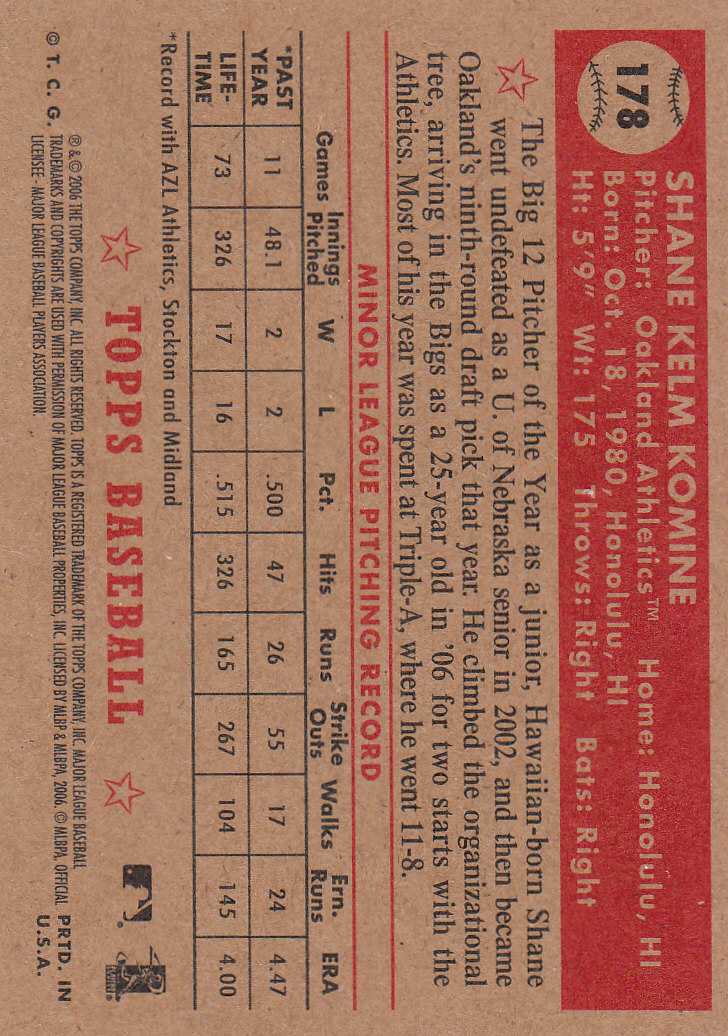 178
SHANE KELM KOMINE
Pitcher: Oakland Athletics™ Home: Honolulu, HI
Born: Oct. 18, 1980, Honolulu, HI
Ht: 5'9" Wt: 175 Throws: Right Bats: Right
The Big 12 Pitcher of the Year as a junior, Hawaiian-born Shane
went undefeated as a U. of Nebraska senior in 2002, and then became
Oakland's ninth-round draft pick that year. He climbed the organizational
tree, arriving in the Bigs as a 25-year old in '06 for two starts with the
Athletics. Most of his year was spent at Triple-A, where he went 11-8.
MINOR LEAGUE PITCHING RECORD
Games Innings Pitched W L Pct. Hits Runs Strike Outs Walks Ern. Runs ERA
*PAST YEAR 11 48.1 2 2 .500 47 26 55 17 24 4.47
LIFE-TIME 73 326 17 16 .515 326 165 267 104 145 4.00
*Record with AZL Athletics, Stockton and Midland
TOPPS BASEBALL
®& © 2006 THE TOPPS COMPANY, INC. ALL RIGHTS RESERVED. TOPPS IS A REGISTERED TRADEMARK OF THE TOPPS COMPANY, INC. MAJOR LEAGUE BASEBALL
© T. C. G. TRADEMARKS AND COPYRIGHTS ARE USED WITH PERMISSION OF MAJOR LEAGUE BASEBALL PROPERTIES, INC. LICENSED BY MLBP & MLBPA, 2006. © MLBPA, OFFICIAL PRTD. IN
LICENSEE - MAJOR LEAGUE BASEBALL PLAYERS ASSOCIATION. U.S.A.